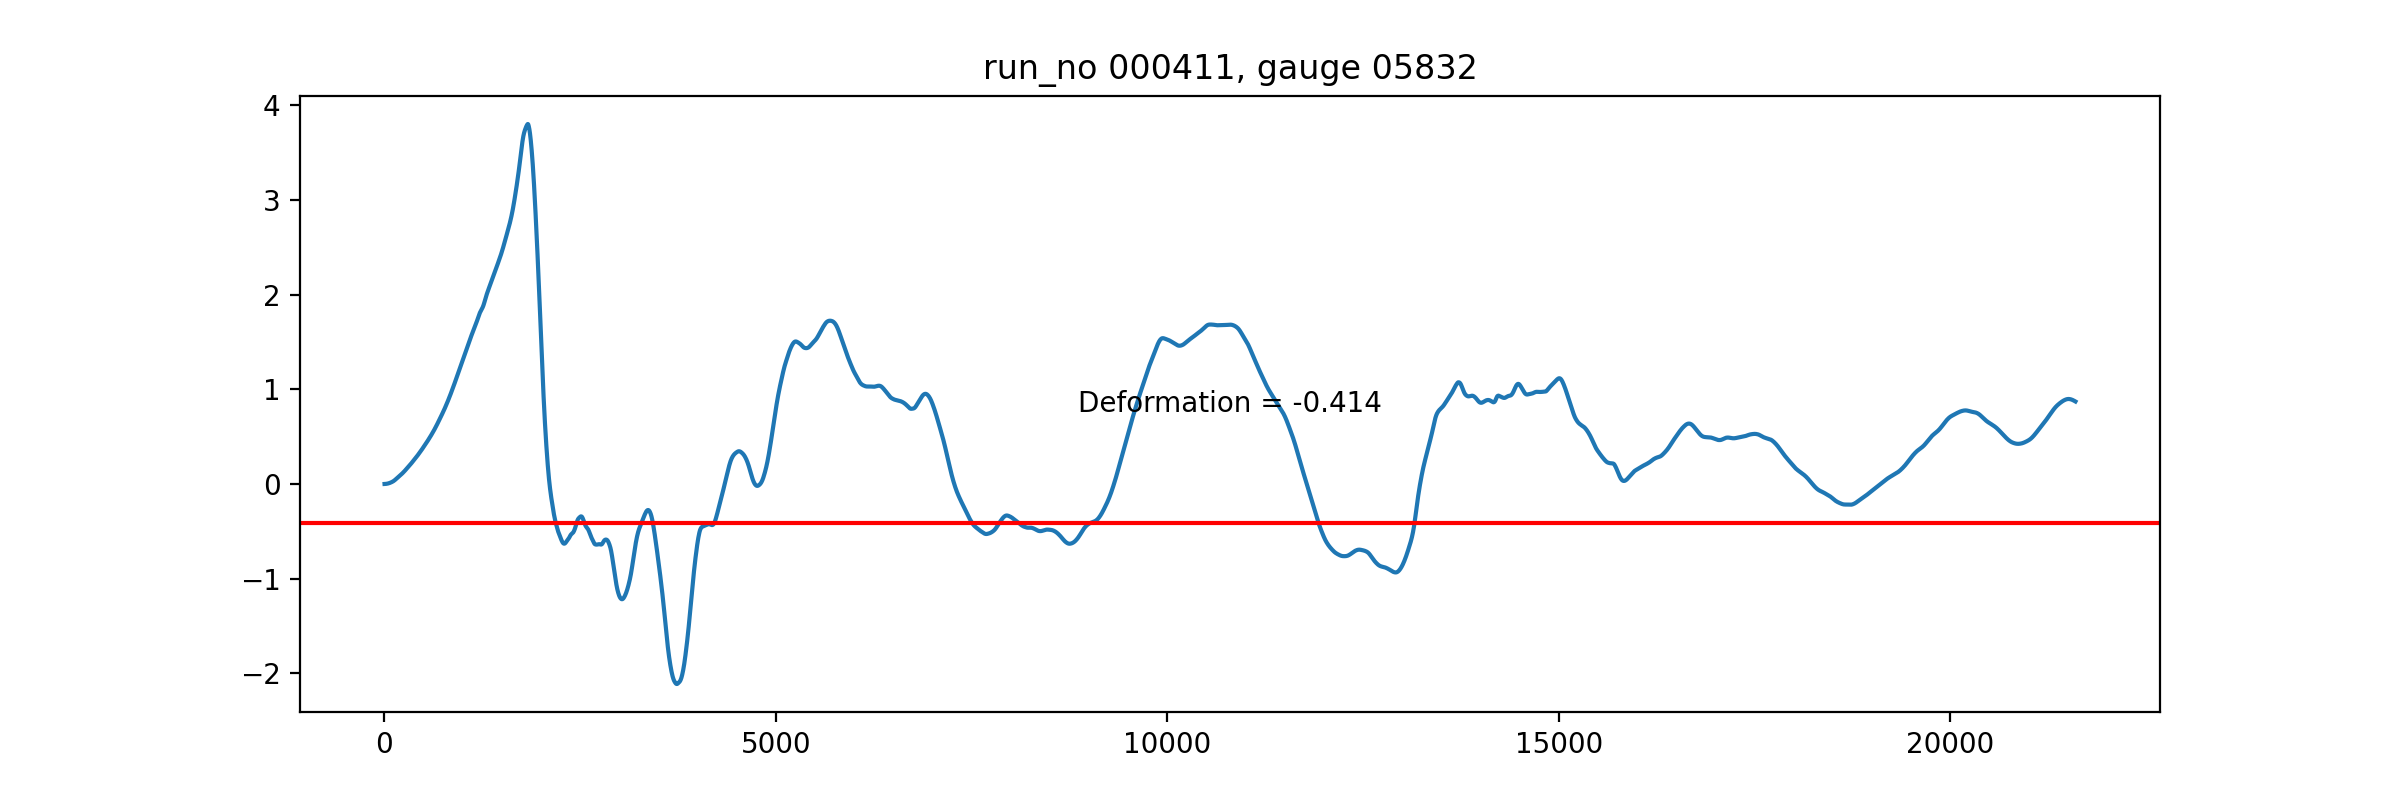 run_no 000411, gauge 05832
4
3
2
1
0
−1
−2
Deformation = -0.414
0 5000 10000 15000 20000